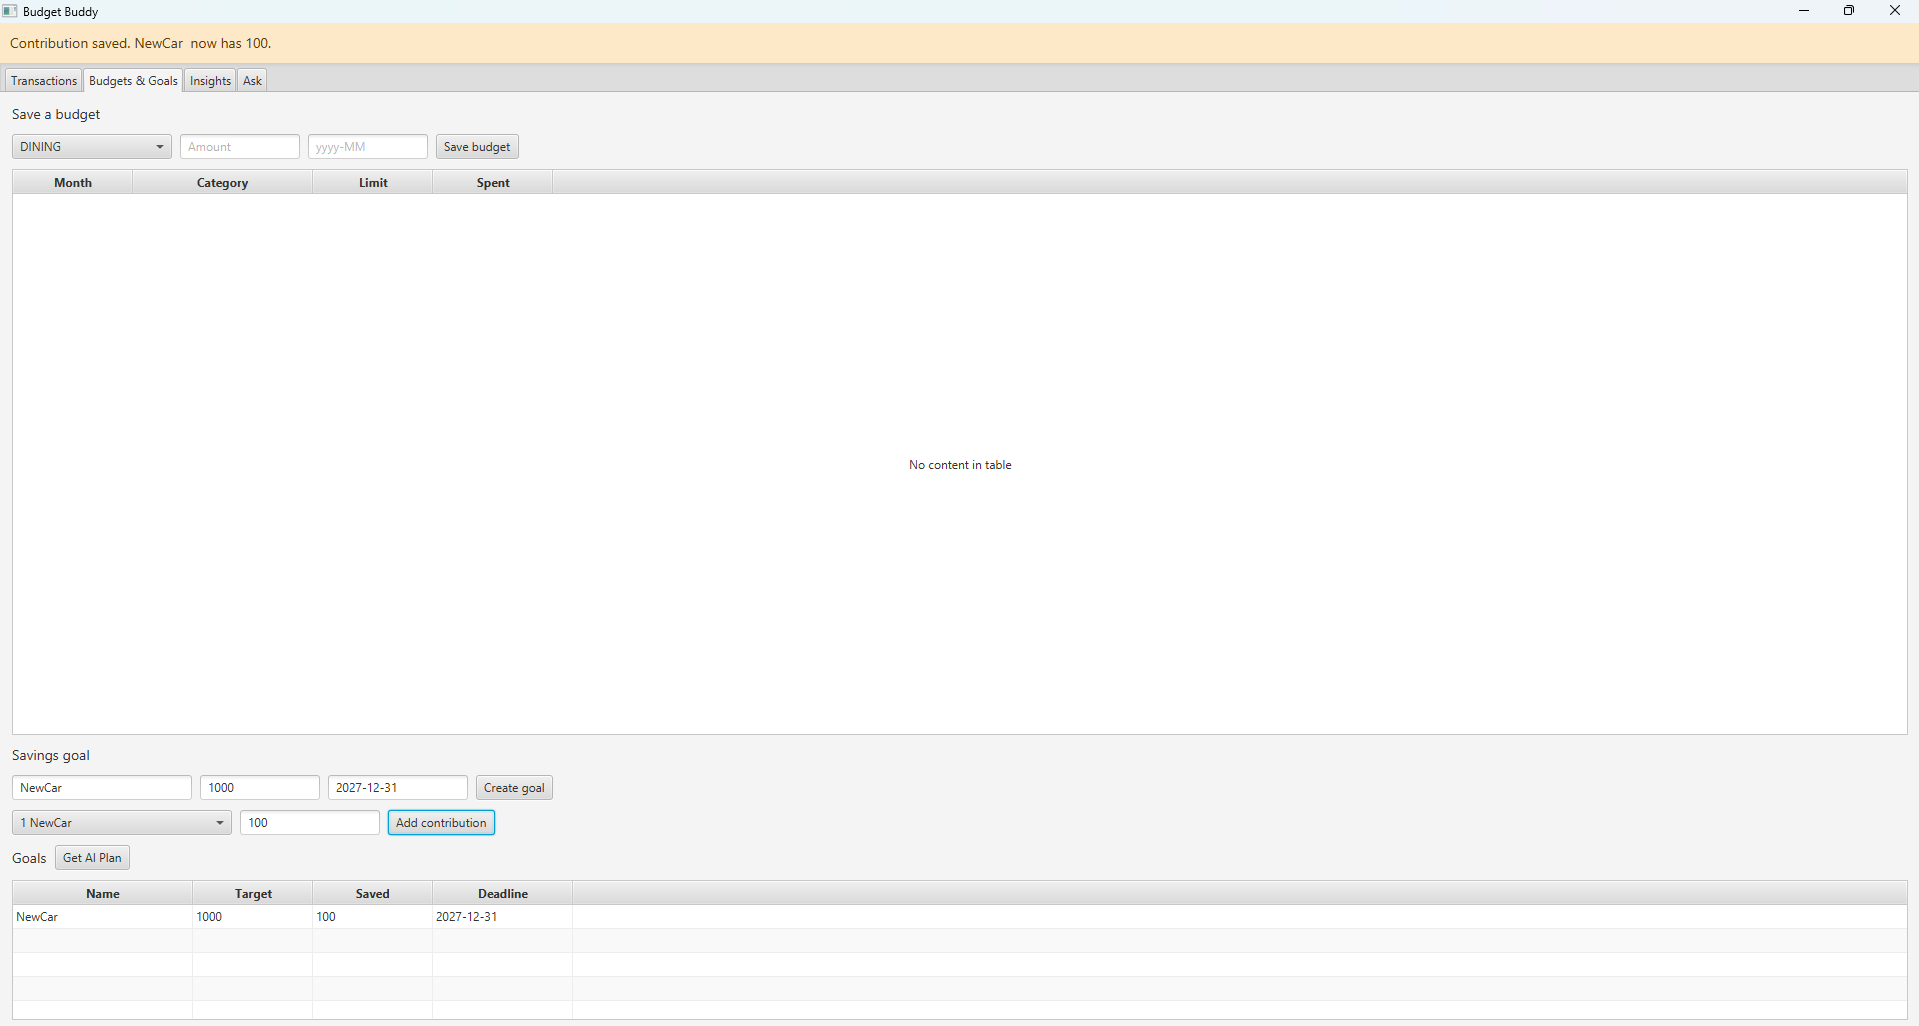 Budget Buddy
Contribution saved. NewCar  now has 100.
Transactions Budgets & Goals Insights Ask
Save a budget
DINING Amount yyyy-MM Save budget
Month Category Limit Spent
No content in table
Savings goal
NewCar 1000 2027-12-31 Create goal
1 NewCar 100 Add contribution
Goals Get AI Plan
Name Target Saved Deadline
NewCar 1000 100 2027-12-31